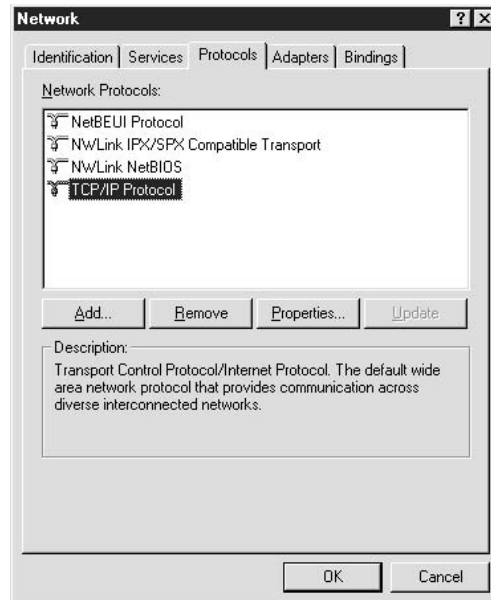 Network
Identification Services Protocols Adapters Bindings
Network Protocols:
NetBEUI Protocol
NWLink IPX/SPX Compatible Transport
NWLink NetBIOS
TCP/IP Protocol
Add... Remove Properties... Update
Description:
Transport Control Protocol/Internet Protocol. The default wide
area network protocol that provides communication across
diverse interconnected networks.
OK Cancel